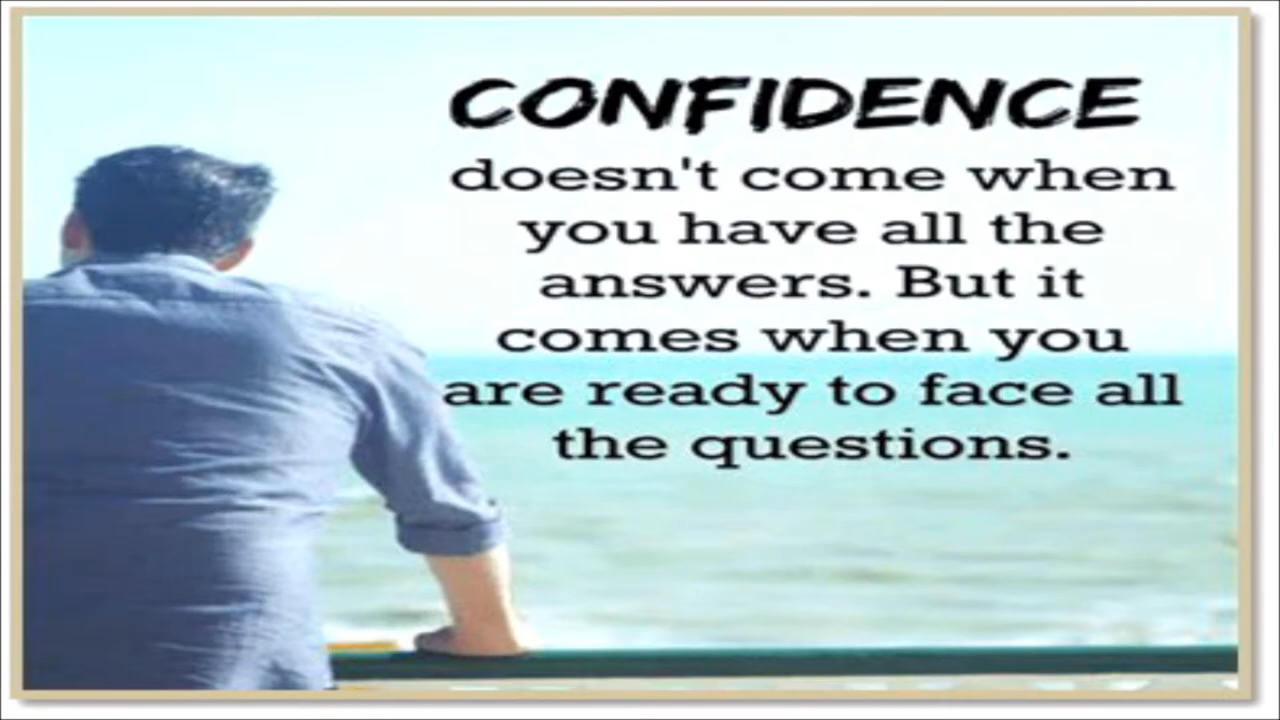 CONFIDENCE
doesn't come when
you have all the
answers. But it
comes when you
are ready to face all
the questions.